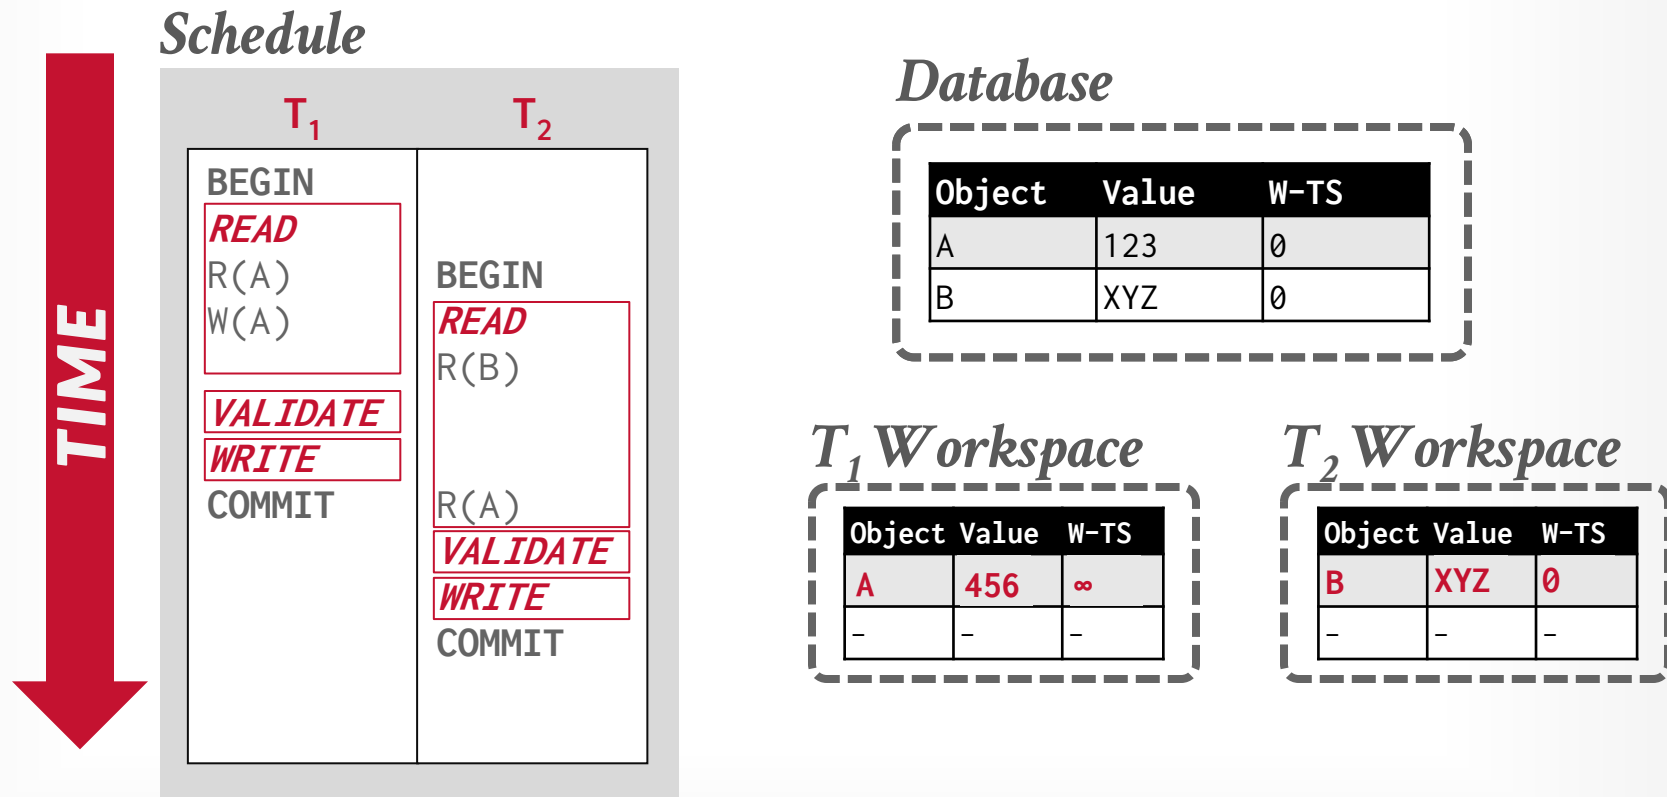 Schedule
TIME
T1 T2
BEGIN
READ
R(A) BEGIN
W(A) READ
R(B)
VALIDATE
WRITE
COMMIT R(A)
VALIDATE
WRITE
COMMIT
Database
Object Value W-TS
A 123 0
B XYZ 0
T1 Workspace
Object Value W-TS
A 456 ∞
- - -
T2 Workspace
Object Value W-TS
B XYZ 0
- - -